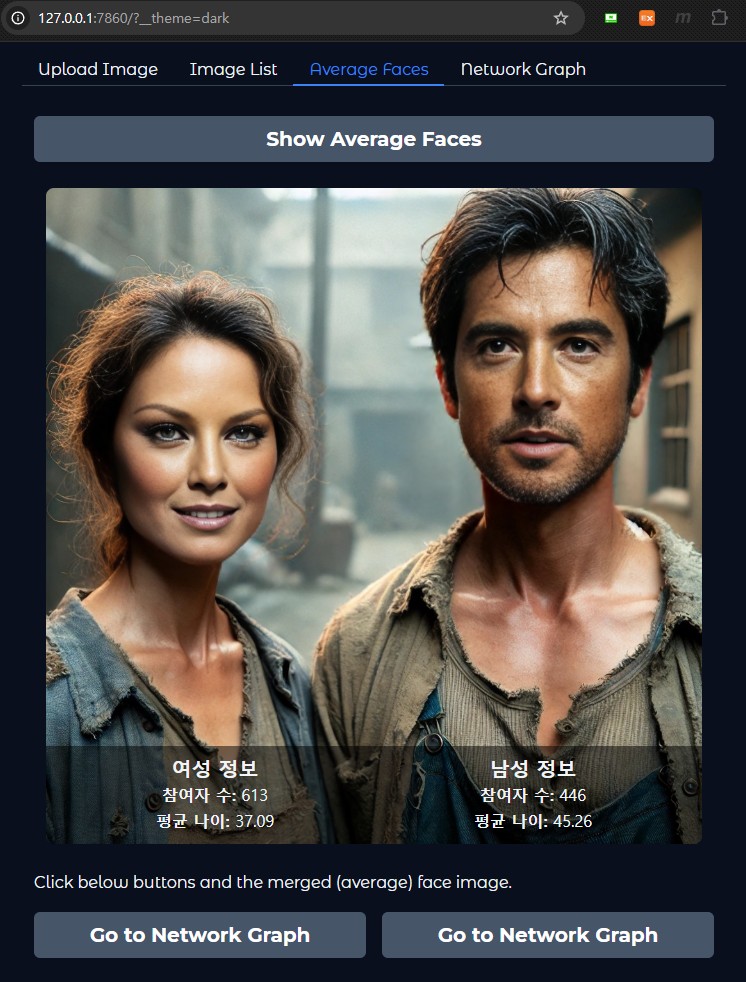 127.0.0.1:7860/?__theme=dark
Ex
m
Upload Image Image List Average Faces Network Graph
Show Average Faces
여성 정보 남성 정보
참여자 수: 613 참여자 수: 446
평균 나이: 37.09 평균 나이: 45.26
Click below buttons and the merged (average) face image.
Go to Network Graph Go to Network Graph